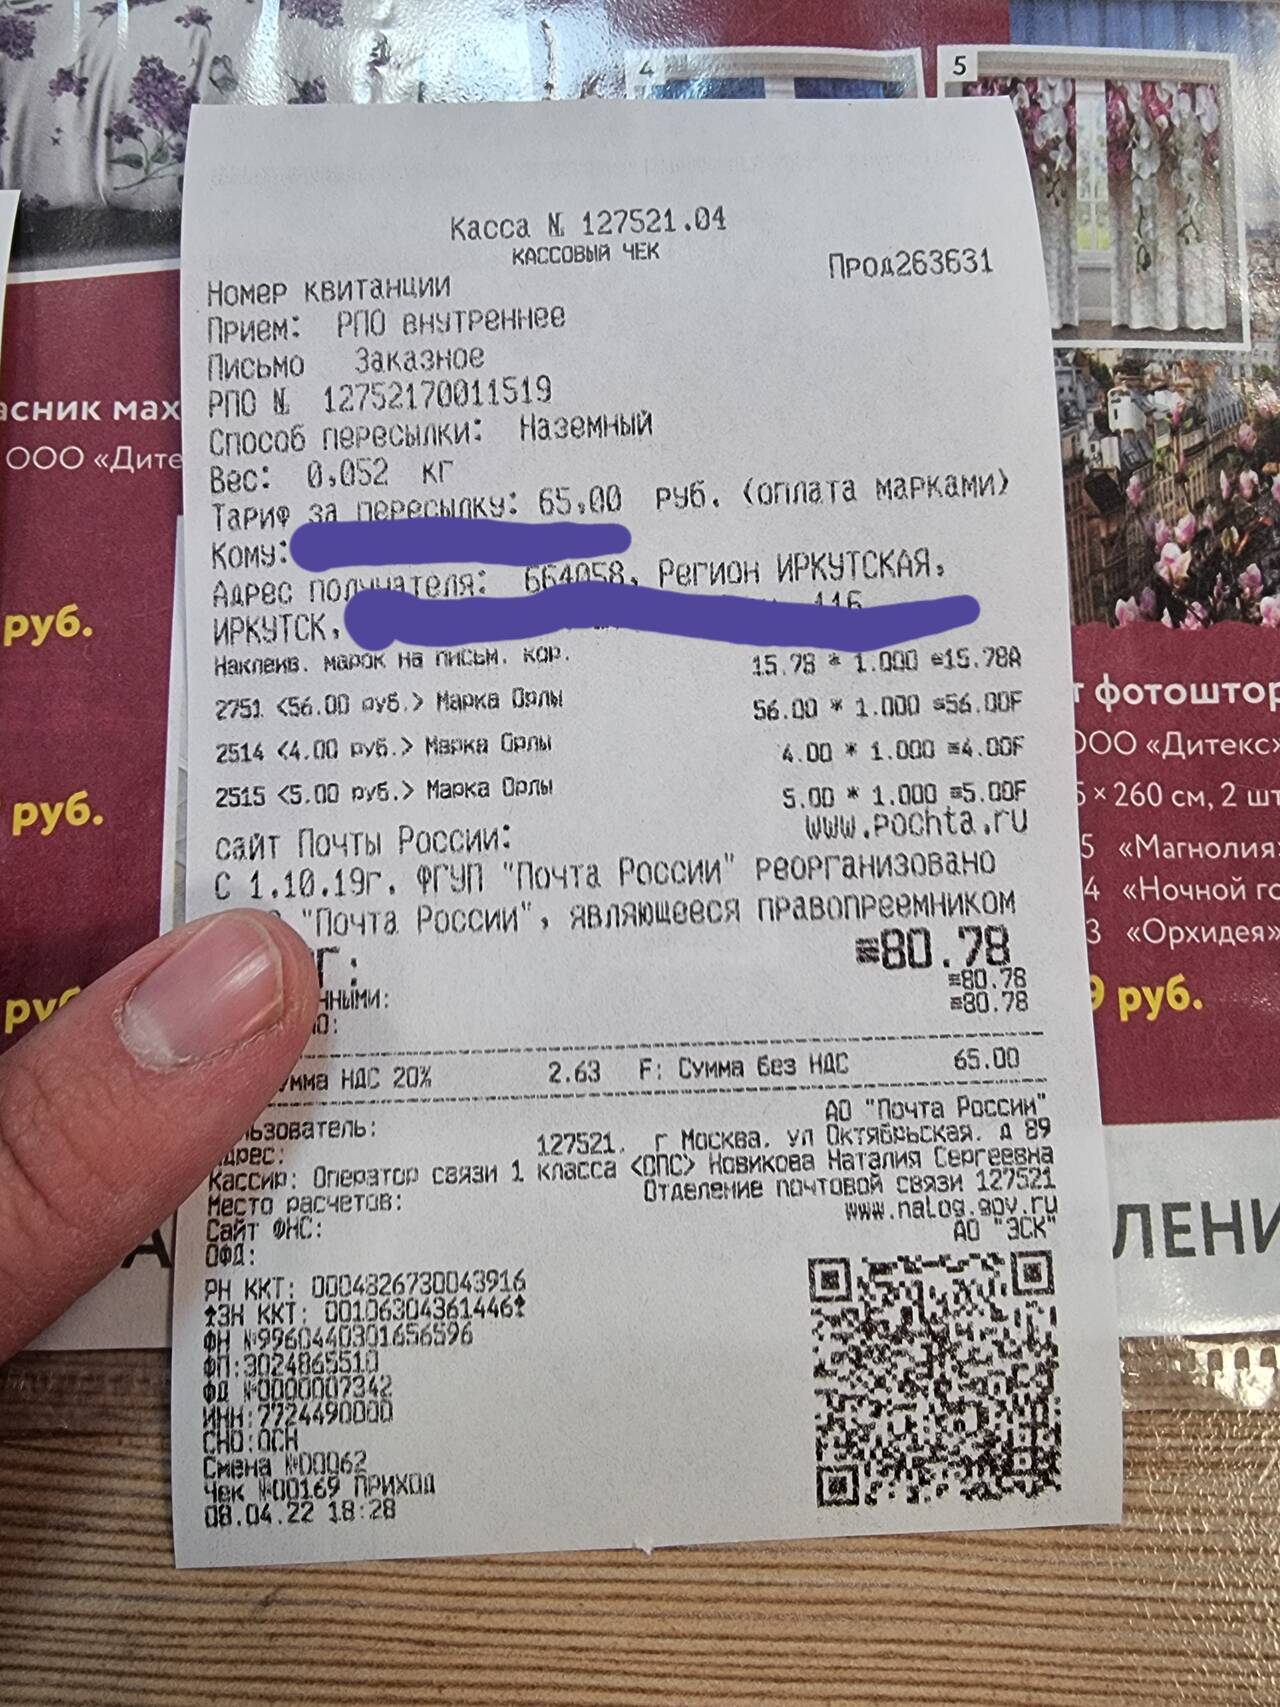 4
5
Касса № 127521.04
КАССОВЫЙ ЧЕК
Прод263631
Номер квитанции
Прием: РПО внутреннее
Письмо Заказное
РПО № 12752170011519
Способ пересылки: Наземный
Вес: 0,052 кг
Тариф за пересылку: 65,00 руб. (оплата марками)
Кому:
Адрес получателя: 664058, Регион ИРКУТСКАЯ,
ИРКУТСК, 116
Наклеив. марок на письм. кор. 15.78 * 1.000 ≡15.78А
2751 <56.00 руб.> Марка Орлы 56.00 * 1.000 ≡56.00F
2514 <4.00 руб.> Марка Орлы 4.00 * 1.000 ≡4.00F
2515 <5.00 руб.> Марка Орлы 5.00 * 1.000 ≡5.00F
сайт Почты России: www.pochta.ru
С 1.10.19г. ФГУП "Почта России" реорганизовано
"Почта России", являющееся правопреемником
Г: ≡80.78
нными: ≡80.78
О: ≡80.78
умма НДС 20% 2.63 F: Сумма без НДС 65.00
льзователь: АО "Почта России"
Адрес: 127521, г Москва, ул Октябрьская, д 89
Кассир: Оператор связи 1 класса <ОПС> Новикова Наталия Сергеевна
Место расчетов: Отделение почтовой связи 127521
Сайт ФНС: www.nalog.gov.ru
ОФД: АО "ЭСК"
РН ККТ: 0004826730043916
ЗН ККТ: 00106304361446
ФН №9960440301656596
ФП:3024865510
ФД №0000007342
ИНН:7724490000
СНО:ОСН
Смена №00062
Чек №00169 ПРИХОД
08.04.22 18:28
асник мах
ООО «Дите
руб.
руб.
руб
т фотоштор
ООО «Дитекс»
5 × 260 см, 2 шт
5 «Магнолия»
4 «Ночной го
3 «Орхидея»
9 руб.
А
ЛЕНИ